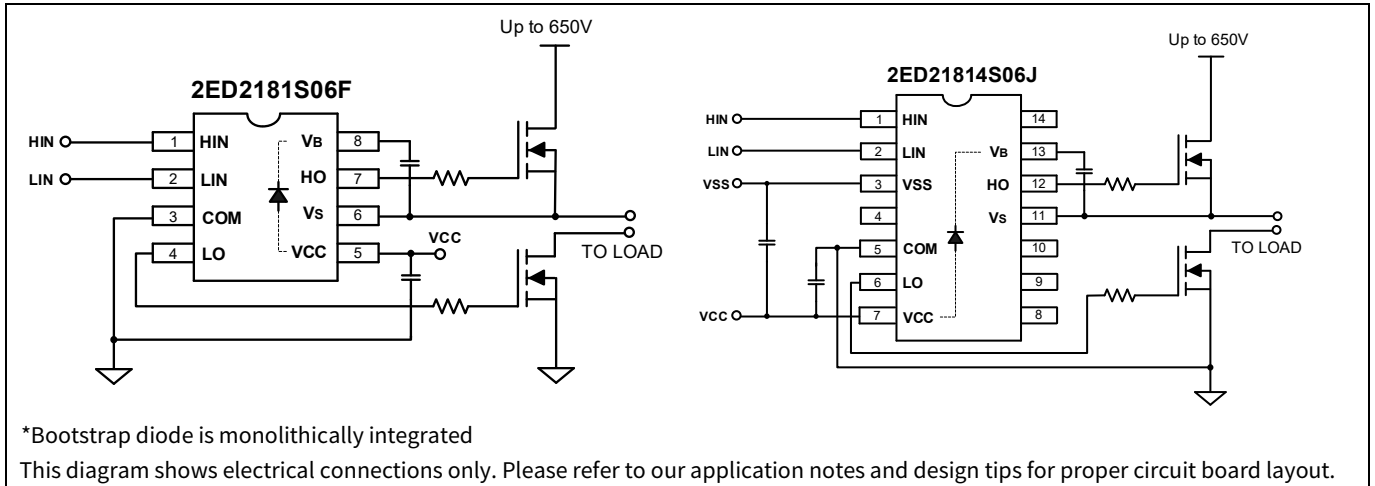 Up to 650V
2ED2181S06F
HIN
1
HIN
VB
8
LIN
2
LIN
HO
7
3
COM
VS
6
4
LO
VCC
5
VCC
TO LOAD
Up to 650V
2ED21814S06J
HIN
1
HIN
14
LIN
2
LIN
VB
13
VSS
3
VSS
HO
12
4
VS
11
5
COM
10
6
LO
9
VCC
7
VCC
8
TO LOAD
*Bootstrap diode is monolithically integrated
This diagram shows electrical connections only. Please refer to our application notes and design tips for proper circuit board layout.